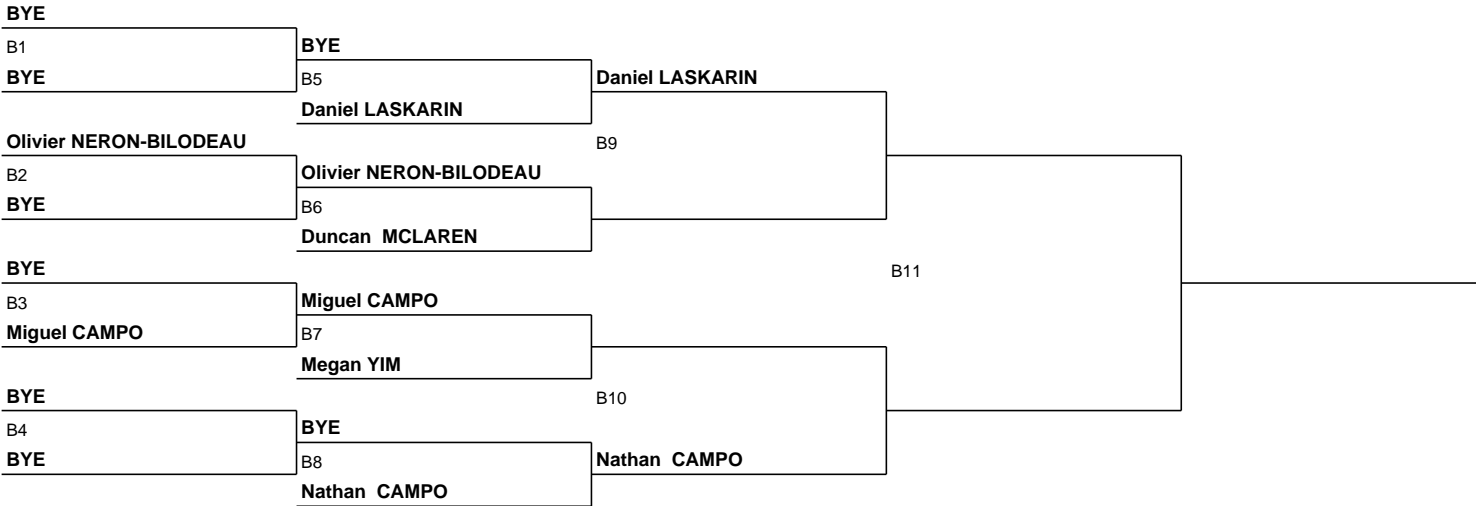 BYE
B1
BYE
BYE
B5
Daniel LASKARIN
Daniel LASKARIN
Olivier NERON-BILODEAU
B9
B2
Olivier NERON-BILODEAU
BYE
B6
Duncan MCLAREN
BYE
B11
B3
Miguel CAMPO
Miguel CAMPO
B7
Megan YIM
BYE
B10
B4
BYE
BYE
B8
Nathan CAMPO
Nathan CAMPO